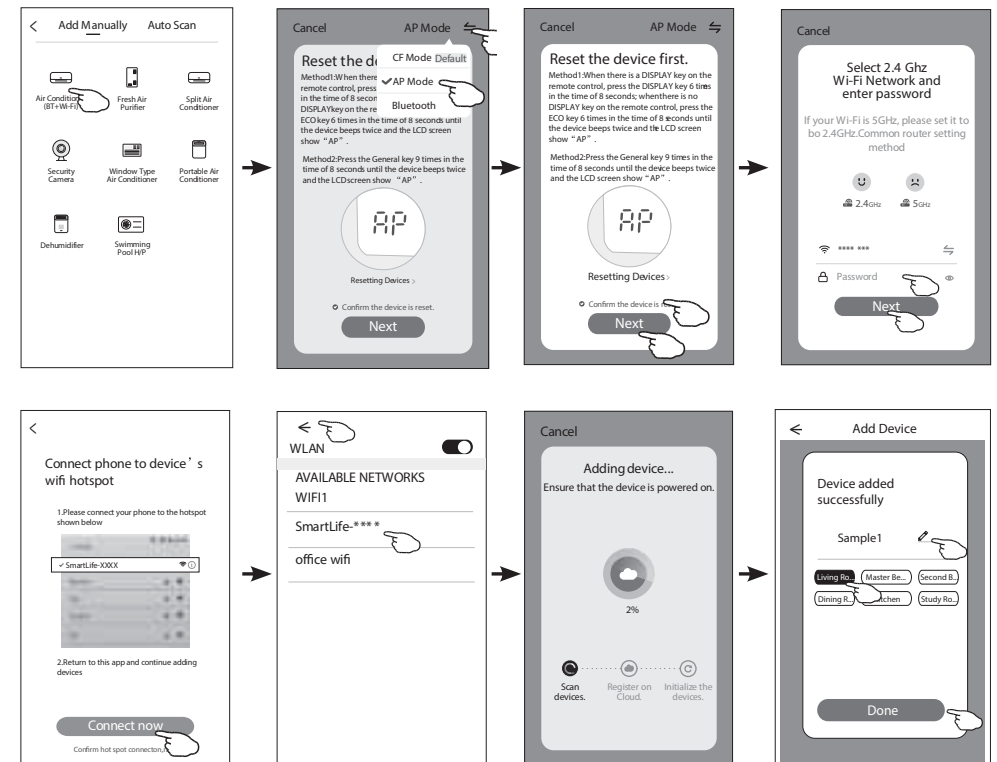 Add Manually Auto Scan
Air Condition
(BT+Wi-Fi)
Fresh Air
Purifier
Split Air
Conditioner
Security
Camera
Window Type
Air Conditioner
Portable Air
Conditioner
Dehumidifier
Swimming
Pool H/P
Cancel AP Mode
CF Mode Default
AP Mode
Bluetooth
Reset the de
Method1:When there
remote control, press
in the time of 8 secon
DISPLAYkey on the re
ECO key 6 times in the time of 8 seconds until
the device beeps twice and the LCD screen
show “AP”.
Method2:Press the General key 9 times in the
time of 8 seconds until the device beeps twice
and the LCDscreen show “AP”.
AP
Resetting Devices >
Confirm the device is reset.
Next
Cancel AP Mode
Reset the device first.
Method1:When there is a DISPLAY key on the
remote control, press the DISPLAY key 6 times
in the time of 8 seconds; whenthere is no
DISPLAY key on the remote control, press the
ECO key 6 times in the time of 8 seconds until
the device beeps twice and the LCD screen
show “AP”.
Method2:Press the General key 9 times in the
time of 8 seconds until the device beeps twice
and the LCD screen show “AP”.
AP
Resetting Devices >
Confirm the device is
Next
Cancel
Select 2.4 Ghz
Wi-Fi Network and
enter password
If your Wi-Fi is 5GHz, please set it to
bo 2.4GHz.Common router setting
method
2.4GHz 5GHz
**** ***
Password
Next
Connect phone to device’s
wifi hotspot
1.Please connect your phone to the hotspot
shown below
SmartLife-XXXX
2.Return to this app and continue adding
devices
Connect now
Confirm hot spot connecton,
WLAN
AVAILABLE NETWORKS
WIFI1
SmartLife-****
office wifi
Cancel
Adding device...
Ensure that the device is powered on.
2%
Scan
devices.
Register on
Cloud.
Initialize the
devices.
Add Device
Device added
successfully
Sample1
Living Ro.. Master Be... Second B..
Dining R.. tchen Study Ro...
Done